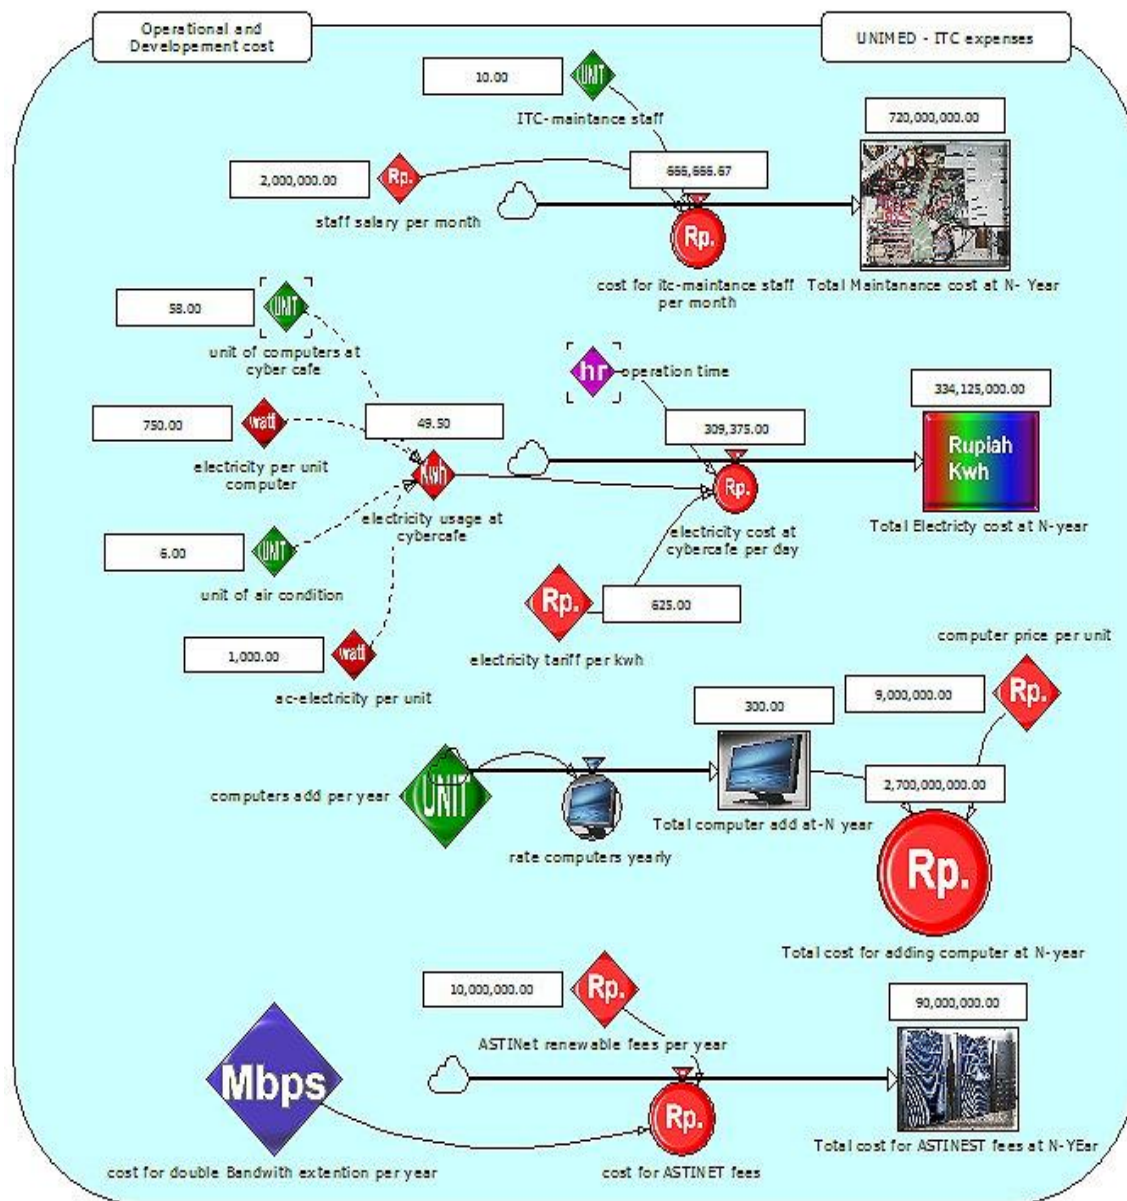 Operational and
Developement cost
UNIMED - ITC expenses
10.00
UNIT
ITC-maintance staff
720,000,000.00
2,000,000.00
Rp.
staff salary per month
666,666.67
Rp.
cost for itc-maintance staff
per month
Total Maintanance cost at N- Year
58.00
UNIT
unit of computers at
cyber cafe
hr
operation time
750.00
watt
electricity per unit
computer
49.50
Kwh
electricity usage at
cybercafe
309,375.00
Rp.
electricity cost at
cybercafe per day
334,125,000.00
Rupiah
Kwh
Total Electricty cost at N-year
6.00
UNIT
unit of air condition
Rp.
625.00
electricity tariff per kwh
1,000.00
watt
ac-electricity per unit
computer price per unit
9,000,000.00
Rp.
300.00
UNIT
computers add per year
rate computers yearly
Total computer add at-N year
2,700,000,000.00
Rp.
Total cost for adding computer at N-year
10,000,000.00
Rp.
ASTINet renewable fees per year
90,000,000.00
Mbps
cost for double Bandwith extention per year
Rp.
cost for ASTINET fees
Total cost for ASTINEST fees at N-YEar